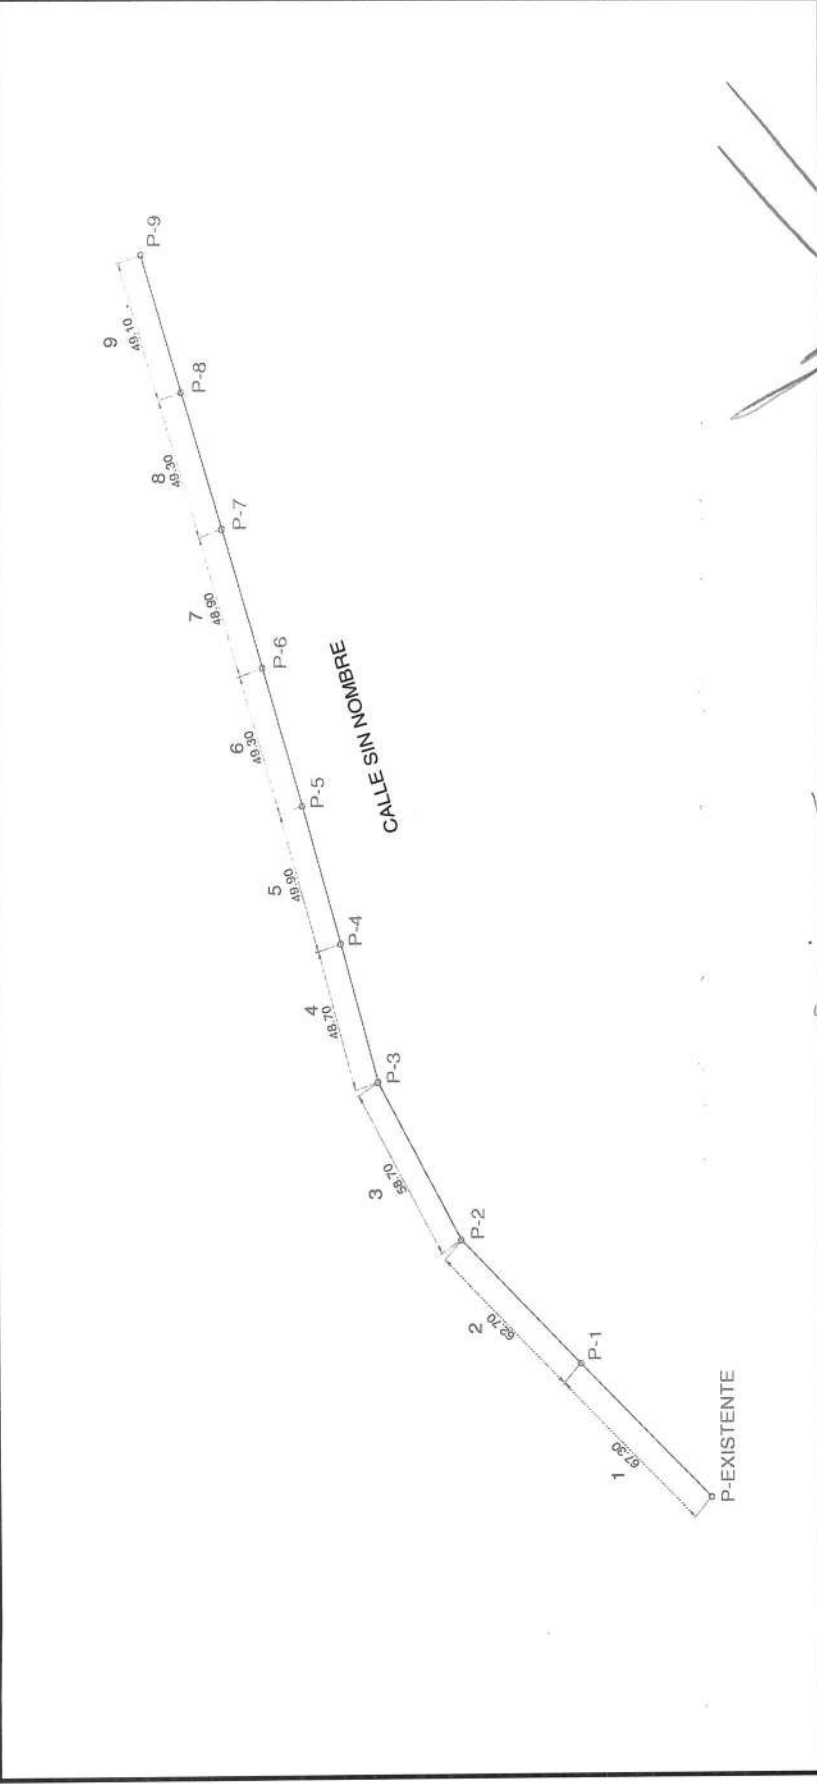 P-9
9
49.10
P-8
8
49.30
P-7
7
48.90
P-6
6
49.30
P-5
CALLE SIN NOMBRE
5
49.90
P-4
4
48.70
P-3
3
58.70
P-2
2
62.70
P-1
1
67.30
P-EXISTENTE